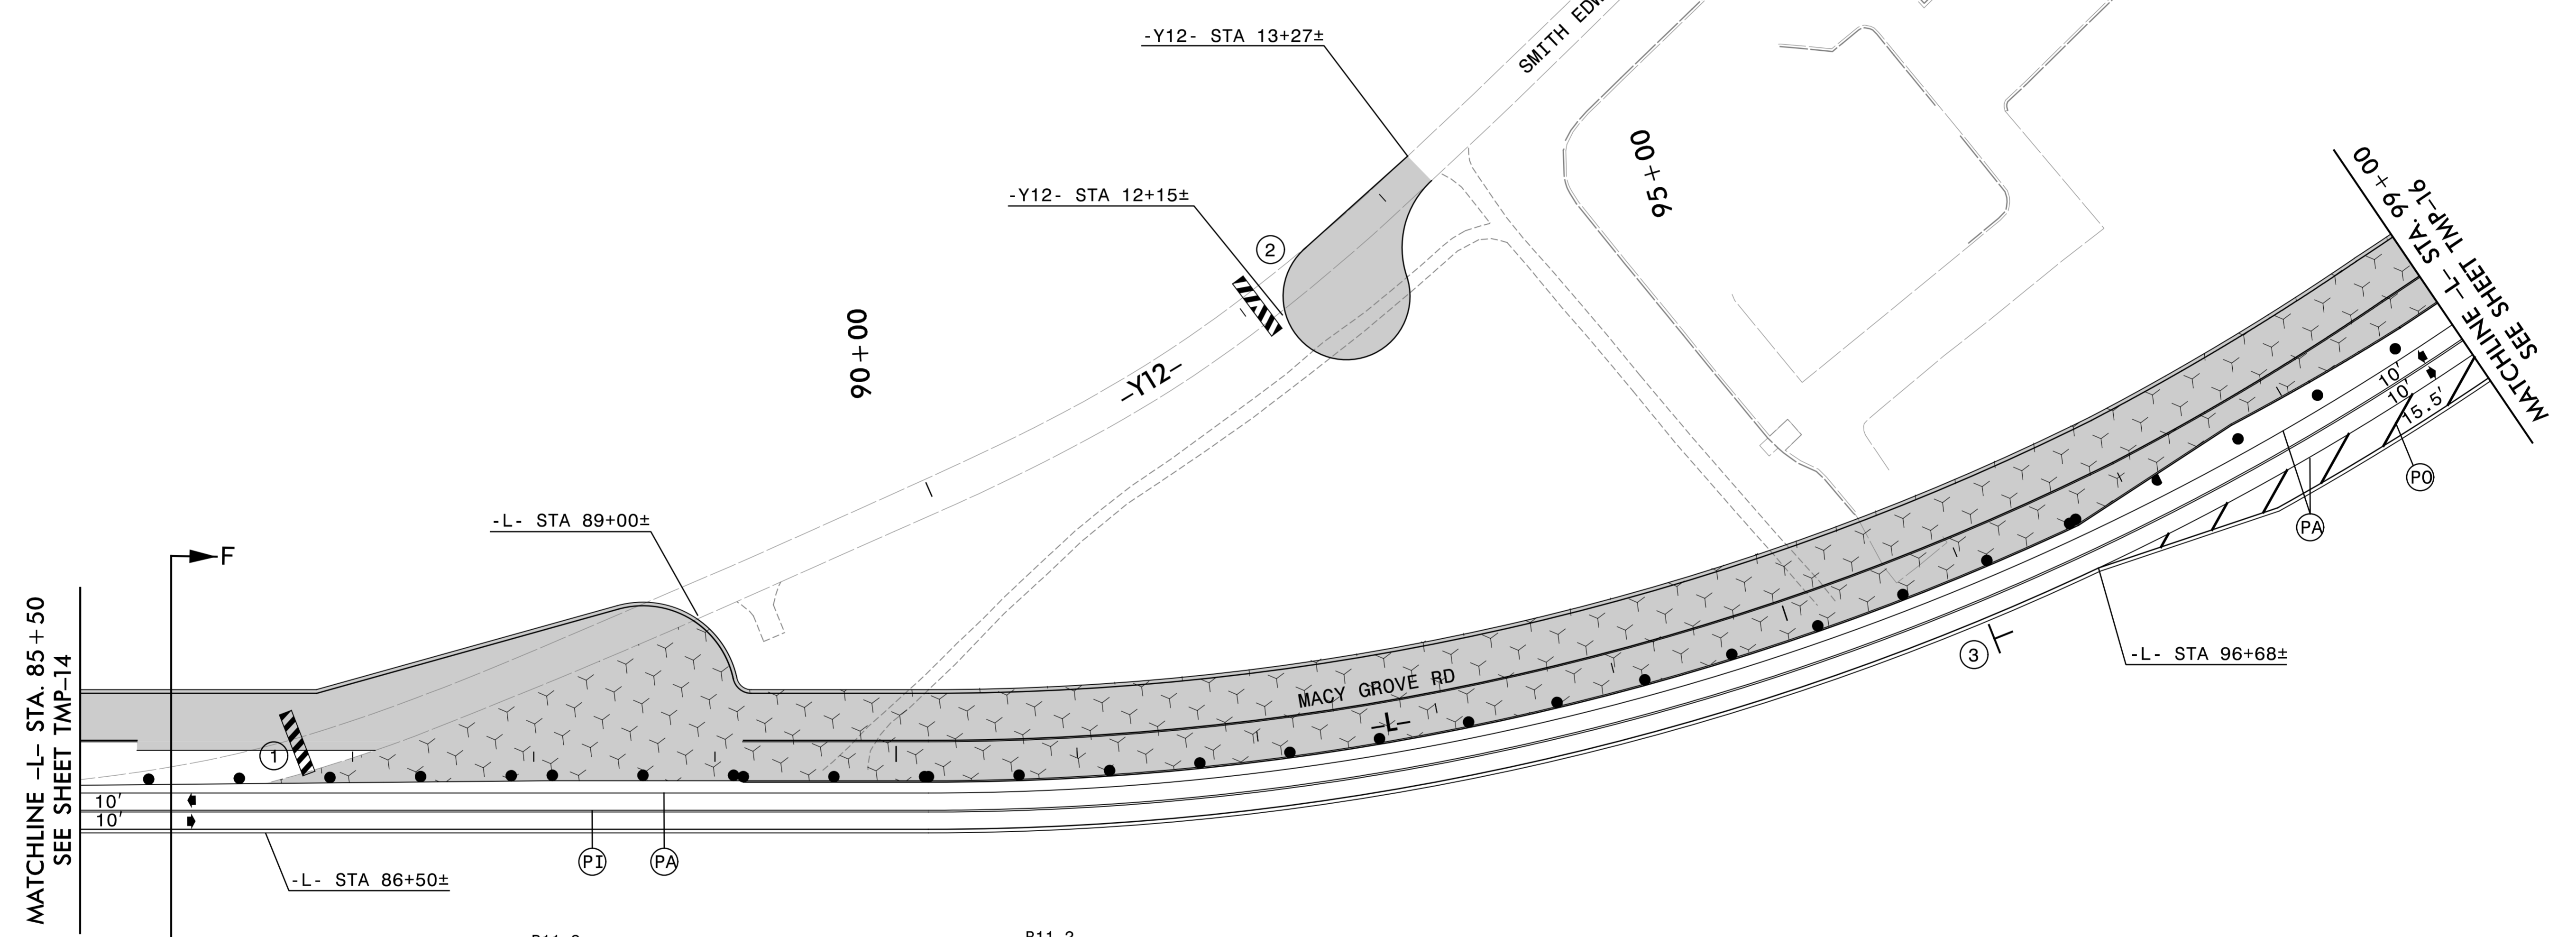 -Y12- STA 13+27±
SMITH
-Y12- STA 12+15±
2
95+00
MATCHLINE -L- STA. 99+00
SEE SHEET TMP-16
90+00
-Y12-
10'
10'
15.5'
PO
PA
-L- STA 89+00±
F
MATCHLINE -L- STA. 85+50
SEE SHEET TMP-14
MACY GROVE RD
-L-
3
-L- STA 96+68±
1
10'
10'
PI
PA
-L- STA 86+50±